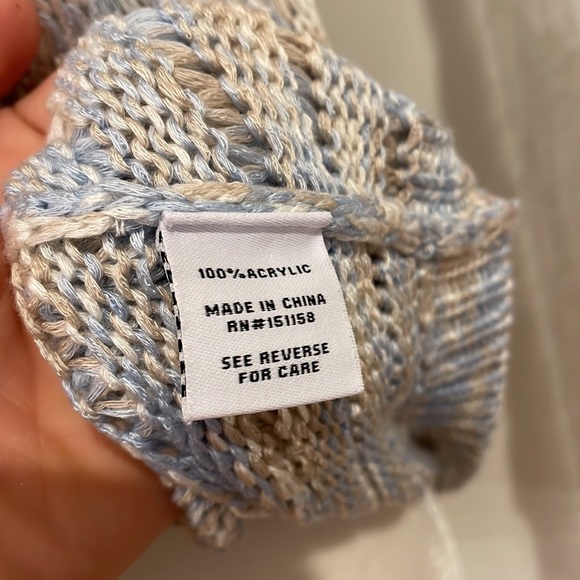 100% ACRYLIC
MADE IN CHINA
RN#151158
SEE REVERSE
FOR CARE